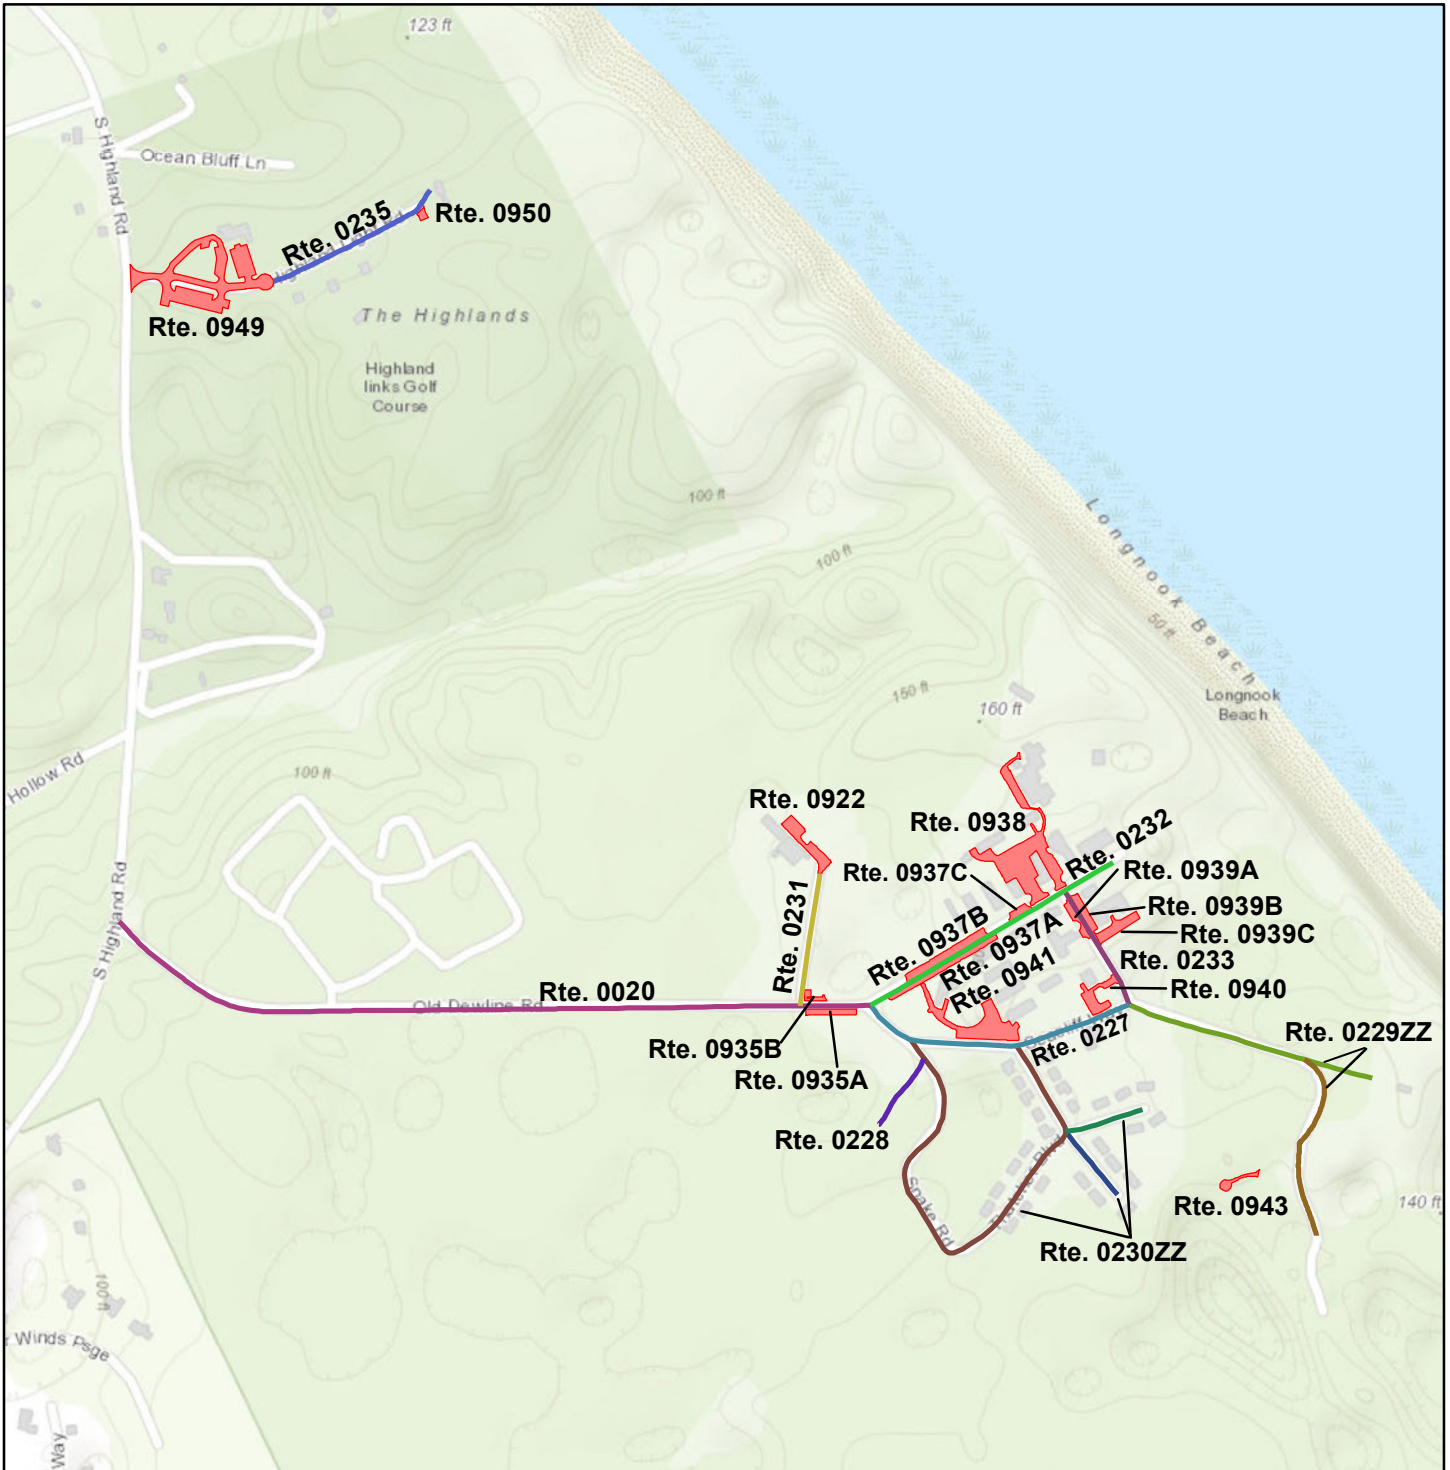 123 ft
S Highland Rd
Ocean Bluff Ln
Rte. 0235
Rte. 0950
Rte. 0949
The Highlands
Highland
links Golf
Course
100 ft
100 ft
Longnook Beach
50 ft
Longnook
Beach
150 ft
160 ft
Hollow Rd
100 ft
Rte. 0922
Rte. 0938
Rte. 0232
Rte. 0937C
Rte. 0939A
S Highland Rd
Rte. 0231
Rte. 0937B
Rte. 0937A
Rte. 0939B
Rte. 0939C
Rte. 0941
Rte. 0233
Old Dewline Rd
Rte. 0020
Rte. 0940
Rte. 0227
Rte. 0229ZZ
Rte. 0935B
Rte. 0935A
Rte. 0228
Snake Rd
Blvd
Rte. 0943
140 ft
Rte. 0230ZZ
100 ft
Winds Psge
Way